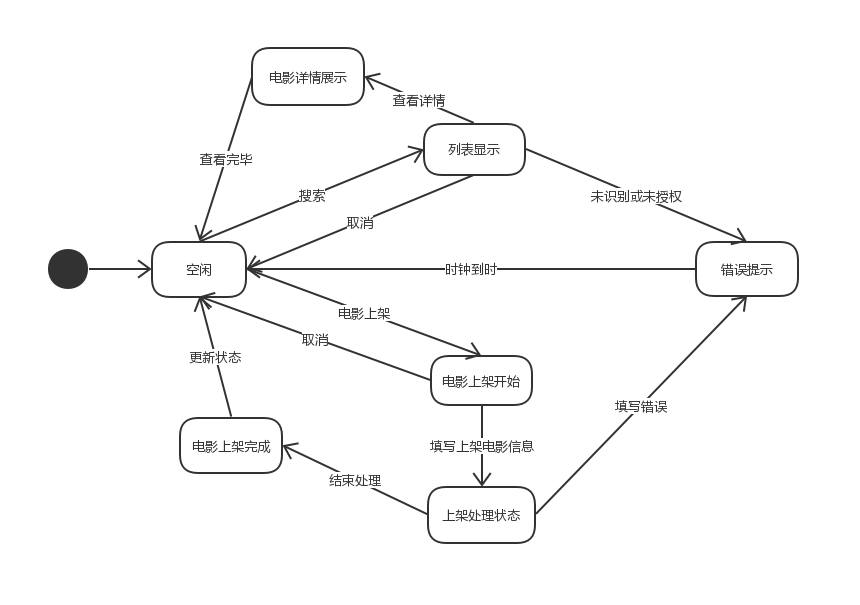 电影详情展示
查看详情
列表显示
查看完毕
搜索
未识别或未授权
取消
空闲
时钟到时
错误提示
电影上架
取消
更新状态
电影上架开始
填写错误
电影上架完成
填写上架电影信息
结束处理
上架处理状态